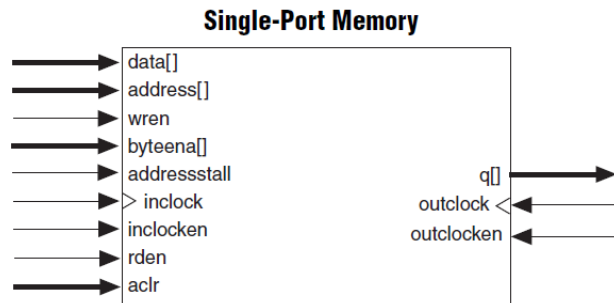 Single-Port Memory
data[]
address[]
wren
byteena[]
addressstall
inclock
inclocken
rden
aclr
q[]
outclock
outclocken